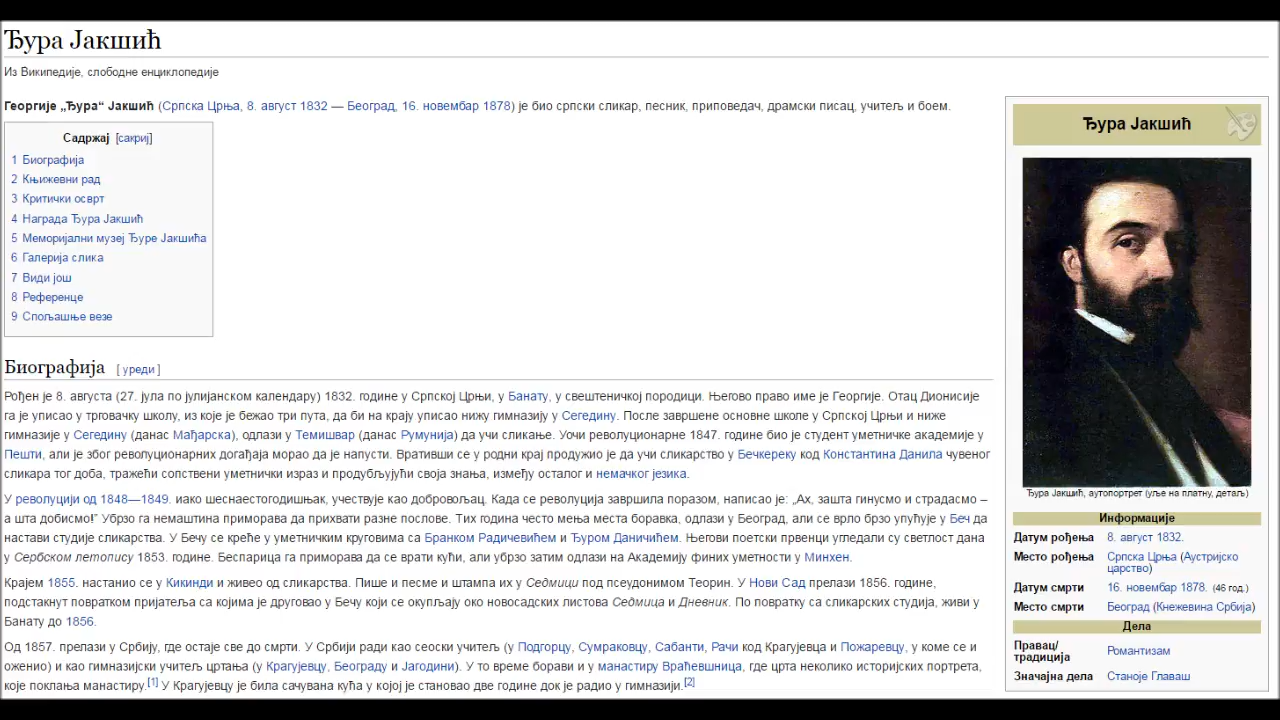 Ђура Јакшић
Из Википедије, слободне енциклопедије
Георгије „Ђура“ Јакшић (Српска Црња, 8. август 1832 — Београд, 16. новембар 1878) је био српски сликар, песник, приповедач, драмски писац, учитељ и боем.
Садржај [сакриј]
1 Биографија
2 Књижевни рад
3 Критички осврт
4 Награда Ђура Јакшић
5 Меморијални музеј Ђуре Јакшића
6 Галерија слика
7 Види још
8 Референце
9 Спољашње везе
Биографија [ уреди ]
Рођен је 8. августа (27. јула по јулијанском календару) 1832. године у Српској Црњи, у Банату, у свештеничкој породици. Његово право име је Георгије. Отац Дионисије
га је уписао у трговачку школу, из које је бежао три пута, да би на крају уписао нижу гимназију у Сегедину. После завршене основне школе у Српској Црњи и ниже
гимназије у Сегедину (данас Мађарска), одлази у Темишвар (данас Румунија) да учи сликање. Уочи револуционарне 1847. године био је студент уметничке академије у
Пешти, али је због револуционарних догађаја морао да је напусти. Вративши се у родни крај продужио је да учи сликарство у Бечкереку код Константина Данила чувеног
сликара тог доба, тражећи сопствени уметнички израз и продубљујући своја знања, између осталог и немачког језика.
У револуцији од 1848—1849. иако шеснаестогодишњак, учествује као добровољац. Када се револуција завршила поразом, написао је: „Ах, зашта гинусмо и страдасмо –
а шта добисмо!” Убрзо га немаштина приморава да прихвати разне послове. Тих година често мења места боравка, одлази у Београд, али се врло брзо упућује у Беч да
настави студије сликарства. У Бечу се креће у уметничким круговима са Бранком Радичевићем и Ђуром Даничићем. Његови поетски првенци угледали су светлост дана
у Сербском летопису 1853. године. Беспарица га приморава да се врати кући, али убрзо затим одлази на Академију финих уметности у Минхен.
Крајем 1855. настанио се у Кикинди и живео од сликарства. Пише и песме и штампа их у Седмици под псеудонимом Теорин. У Нови Сад прелази 1856. године,
подстакнут повратком пријатеља са којима је друговао у Бечу који се окупљају око новосадских листова Седмица и Дневник. По повратку са сликарских студија, живи у
Банату до 1856.
Од 1857. прелази у Србију, где остаје све до смрти. У Србији ради као сеоски учитељ (у Подгорцу, Сумраковцу, Сабанти, Рачи код Крагујевца и Пожаревцу, у коме се и
оженио) и као гимназијски учитељ цртања (у Крагујевцу, Београду и Јагодини). У то време борави и у манастиру Враћевшница, где црта неколико историјских портрета,
које поклања манастиру.[1] У Крагујевцу је била сачувана кућа у којој је становао две године док је радио у гимназији.[2]
Ђура Јакшић
Ђура Јакшић, аутопортрет (уље на платну, детаљ)
Информације
Датум рођења 8. август 1832.
Место рођења Српска Црња (Аустријско
царство)
Датум смрти 16. новембар 1878. (46 год.)
Место смрти Београд (Кнежевина Србија)
Дела
Правац/
традиција Романтизам
Значајна дела Станоје Главаш